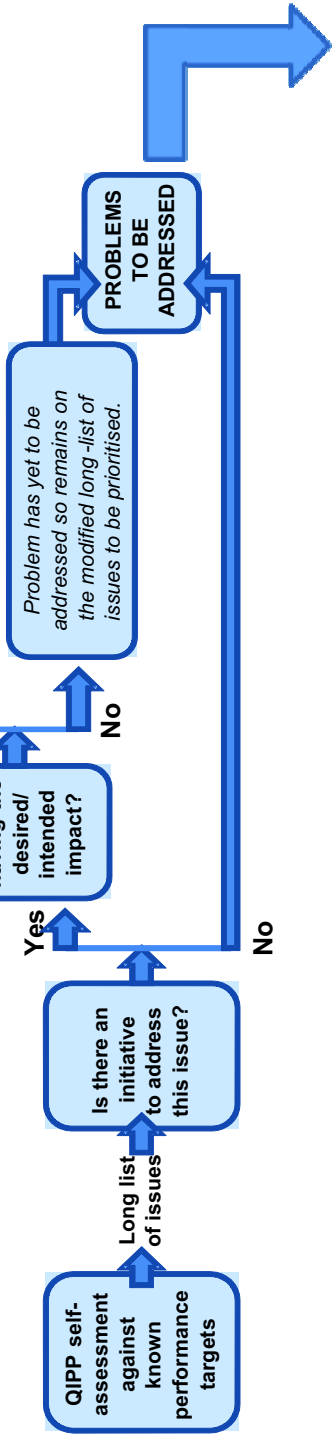 QIPP self-
assessment
against
known
performance
targets
Long list
of issues
Is there an
initiative
to address
this issue?
Yes
No
desired/
intended
impact?
No
Problem has yet to be
addressed so remains on
the modified long -list of
issues to be prioritised.
PROBLEMS
TO BE
ADDRESSED